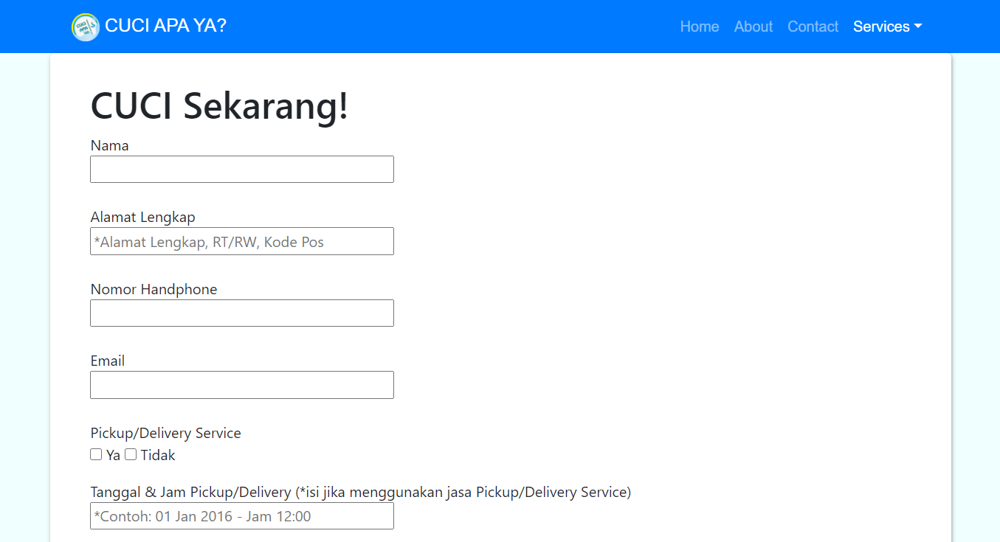 CUCI APA YA?
Home About Contact Services
CUCI Sekarang!
Nama
Alamat Lengkap
*Alamat Lengkap, RT/RW, Kode Pos
Nomor Handphone
Email
Pickup/Delivery Service
Ya Tidak
Tanggal & Jam Pickup/Delivery (*isi jika menggunakan jasa Pickup/Delivery Service)
*Contoh: 01 Jan 2016 - Jam 12:00